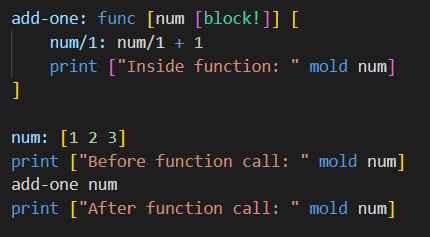 add-one: func [num [block!]] [
    num/1: num/1 + 1
    print ["Inside function: " mold num]
]

num: [1 2 3]
print ["Before function call: " mold num]
add-one num
print ["After function call: " mold num]